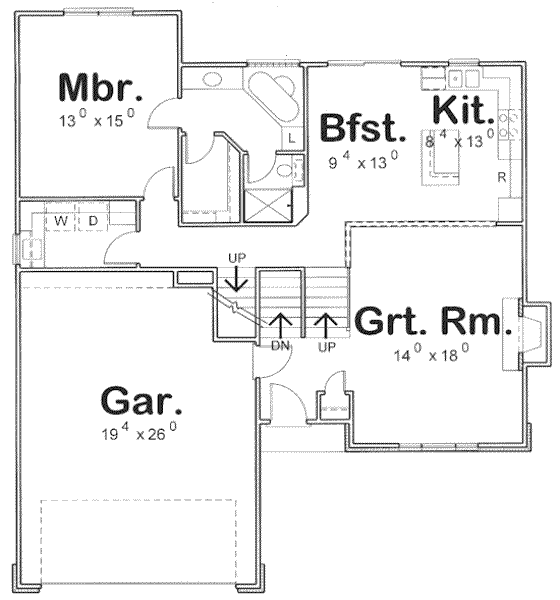 Mbr.
13⁰ x 15⁰
Bfst.
9⁴ x 13⁰
Kit.
8⁴ x 13⁰
L
R
W D
UP
DN
UP
Grt. Rm.
14⁰ x 18⁰
Gar.
19⁴ x 26⁰